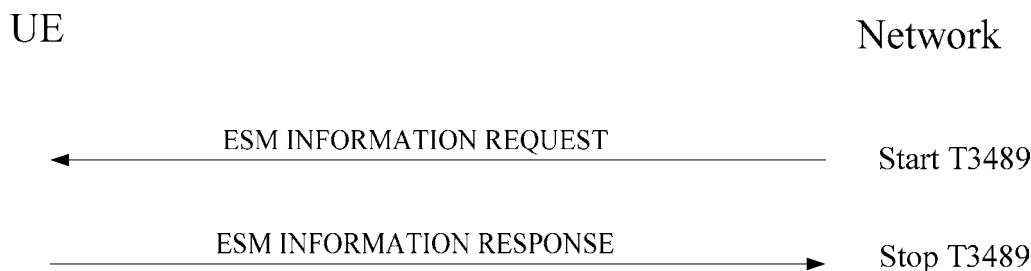 UE
Network
ESM INFORMATION REQUEST
Start T3489
ESM INFORMATION RESPONSE
Stop T3489